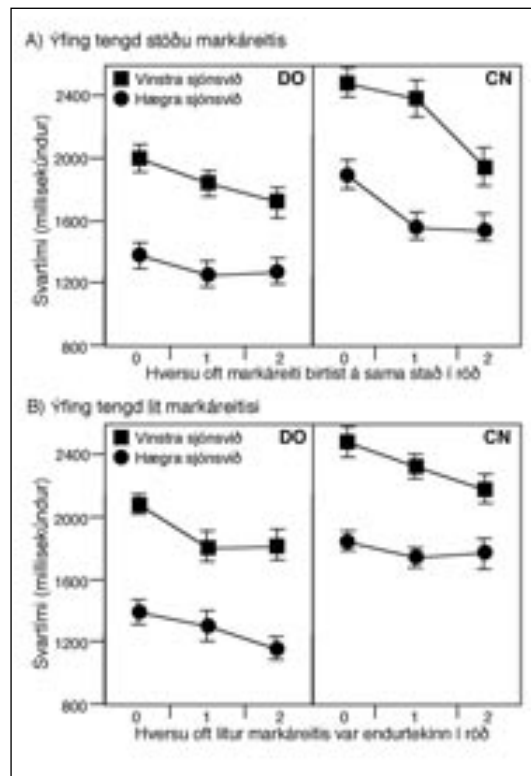 A) Ýfing tengd stöðu markáreitis
Vinstra sjónsvið DO CN
Hægra sjónsvið
Svartími (millisekúndur)
2400
2000
1600
1200
800
0 1 2 0 1 2
Hversu oft markáreiti birtist á sama stað í röð
B) Ýfing tengd lit markáreitisi
Vinstra sjónsvið DO CN
Hægra sjónsvið
Svartími (millisekúndur)
2400
2000
1600
1200
800
0 1 2 0 1 2
Hversu oft litur markáreitis var endurtekinn í röð